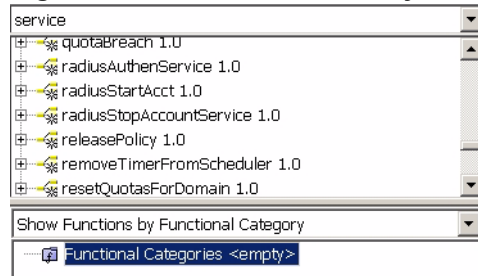 service
quotaBreach 1.0
radiusAuthenService 1.0
radiusStartAcct 1.0
radiusStopAccountService 1.0
releasePolicy 1.0
removeTimerFromScheduler 1.0
resetQuotasForDomain 1.0
Show Functions by Functional Category
Functional Categories <empty>